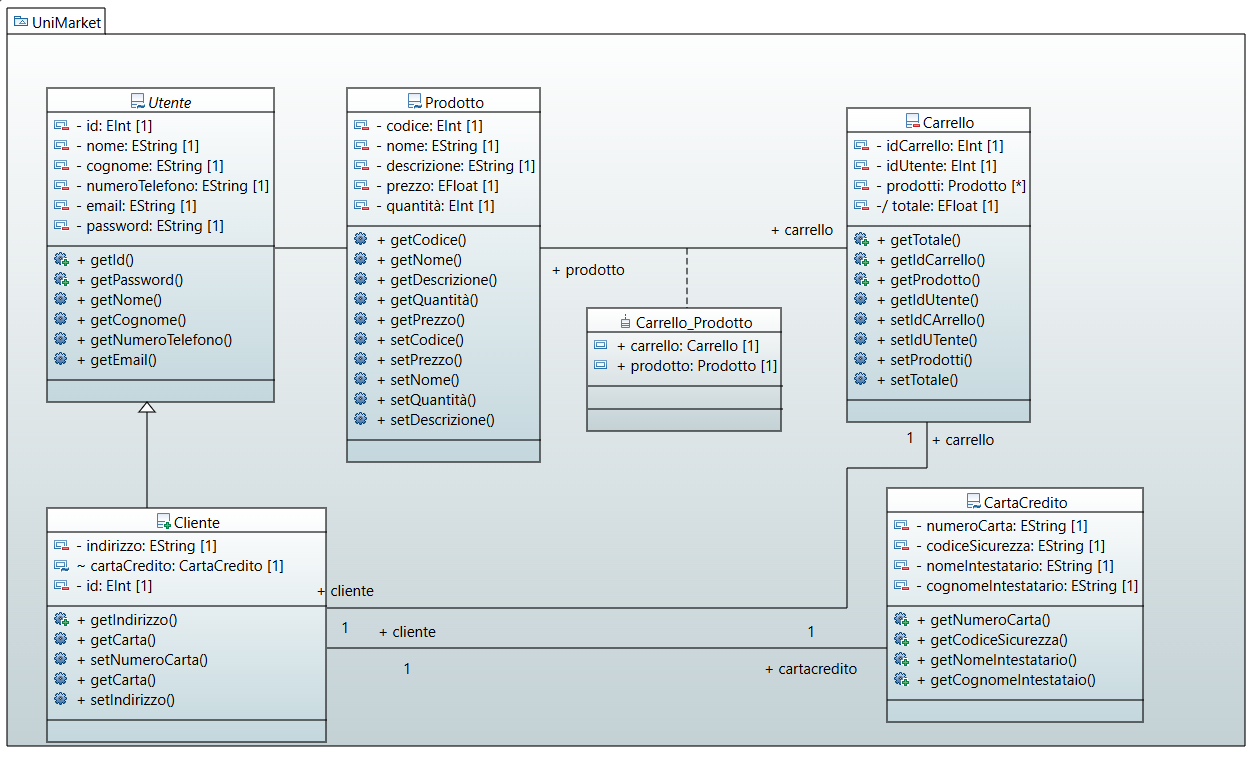 UniMarket
Utente
- id: EInt [1]
- nome: EString [1]
- cognome: EString [1]
- numeroTelefono: EString [1]
- email: EString [1]
- password: EString [1]
+ getId()
+ getPassword()
+ getNome()
+ getCognome()
+ getNumeroTelefono()
+ getEmail()
Prodotto
- codice: EInt [1]
- nome: EString [1]
- descrizione: EString [1]
- prezzo: EFloat [1]
- quantità: EInt [1]
+ getCodice()
+ getNome()
+ getDescrizione()
+ getQuantità()
+ getPrezzo()
+ setCodice()
+ setPrezzo()
+ setNome()
+ setQuantità()
+ setDescrizione()
+ carrello
+ prodotto
Carrello_Prodotto
+ carrello: Carrello [1]
+ prodotto: Prodotto [1]
Carrello
- idCarrello: EInt [1]
- idUtente: EInt [1]
- prodotti: Prodotto [*]
-/ totale: EFloat [1]
+ getTotale()
+ getIdCarrello()
+ getProdotto()
+ getIdUtente()
+ setIdCArrello()
+ setIdUTente()
+ setProdotti()
+ setTotale()
1
+ carrello
Cliente
- indirizzo: EString [1]
~ cartaCredito: CartaCredito [1]
- id: EInt [1]
+ getIndirizzo()
+ getCarta()
+ setNumeroCarta()
+ getCarta()
+ setIndirizzo()
+ cliente
1
+ cliente
1
1
+ cartacredito
CartaCredito
- numeroCarta: EString [1]
- codiceSicurezza: EString [1]
- nomeIntestatario: EString [1]
- cognomeIntestatario: EString [1]
+ getNumeroCarta()
+ getCodiceSicurezza()
+ getNomeIntestatario()
+ getCognomeIntestataio()